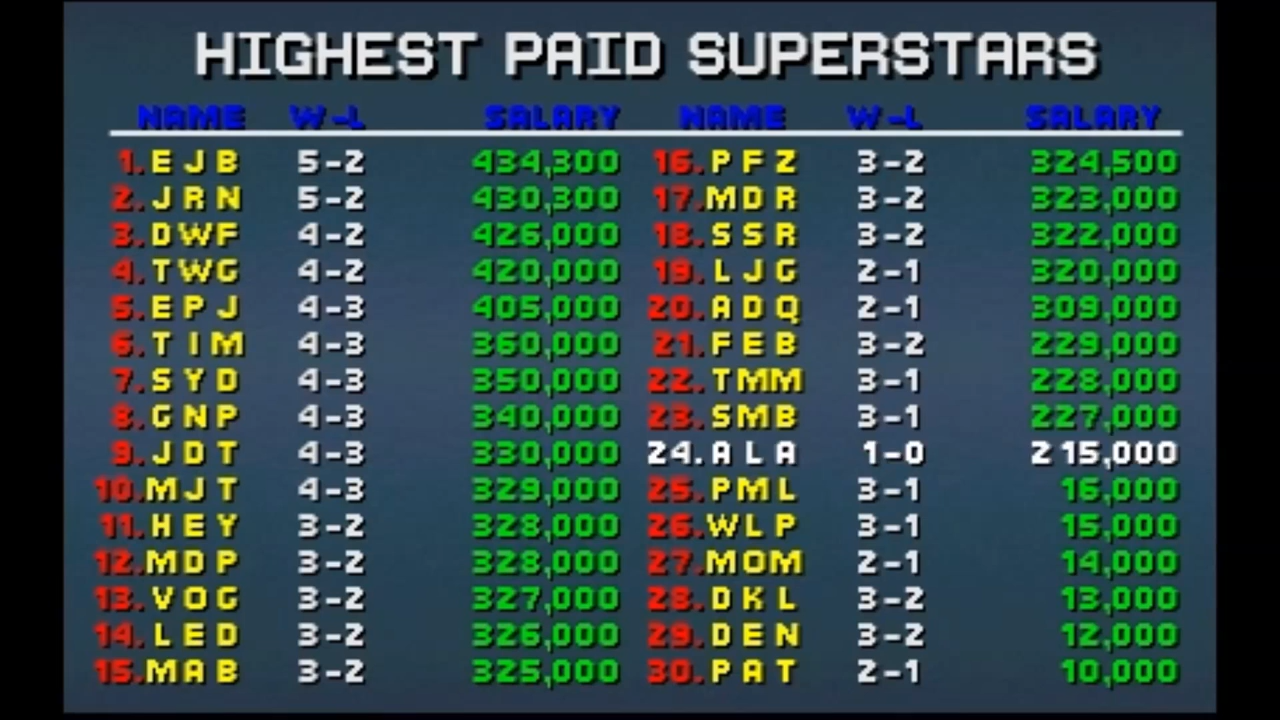 HIGHEST PAID SUPERSTARS
NAME W-L SALARY NAME W-L SALARY
1. EJB 5-2 434,300 16. PFZ 3-2 324,500
2. JRN 5-2 430,300 17. MDR 3-2 323,000
3. DWF 4-2 426,000 18. SSR 3-2 322,000
4. TWG 4-2 420,000 19. LJG 2-1 320,000
5. EPJ 4-3 405,000 20. ADQ 2-1 309,000
6. TIM 4-3 360,000 21. FEB 3-2 229,000
7. SYD 4-3 350,000 22. TMM 3-1 228,000
8. GNP 4-3 340,000 23. SMB 3-1 227,000
9. JDT 4-3 330,000 24. ALA 1-0 215,000
10. MJT 4-3 329,000 25. PML 3-1 16,000
11. HEY 3-2 328,000 26. WLP 3-1 15,000
12. MDP 3-2 328,000 27. MOM 2-1 14,000
13. VOG 3-2 327,000 28. DKL 3-2 13,000
14. LED 3-2 326,000 29. DEN 3-2 12,000
15. MAB 3-2 325,000 30. PAT 2-1 10,000